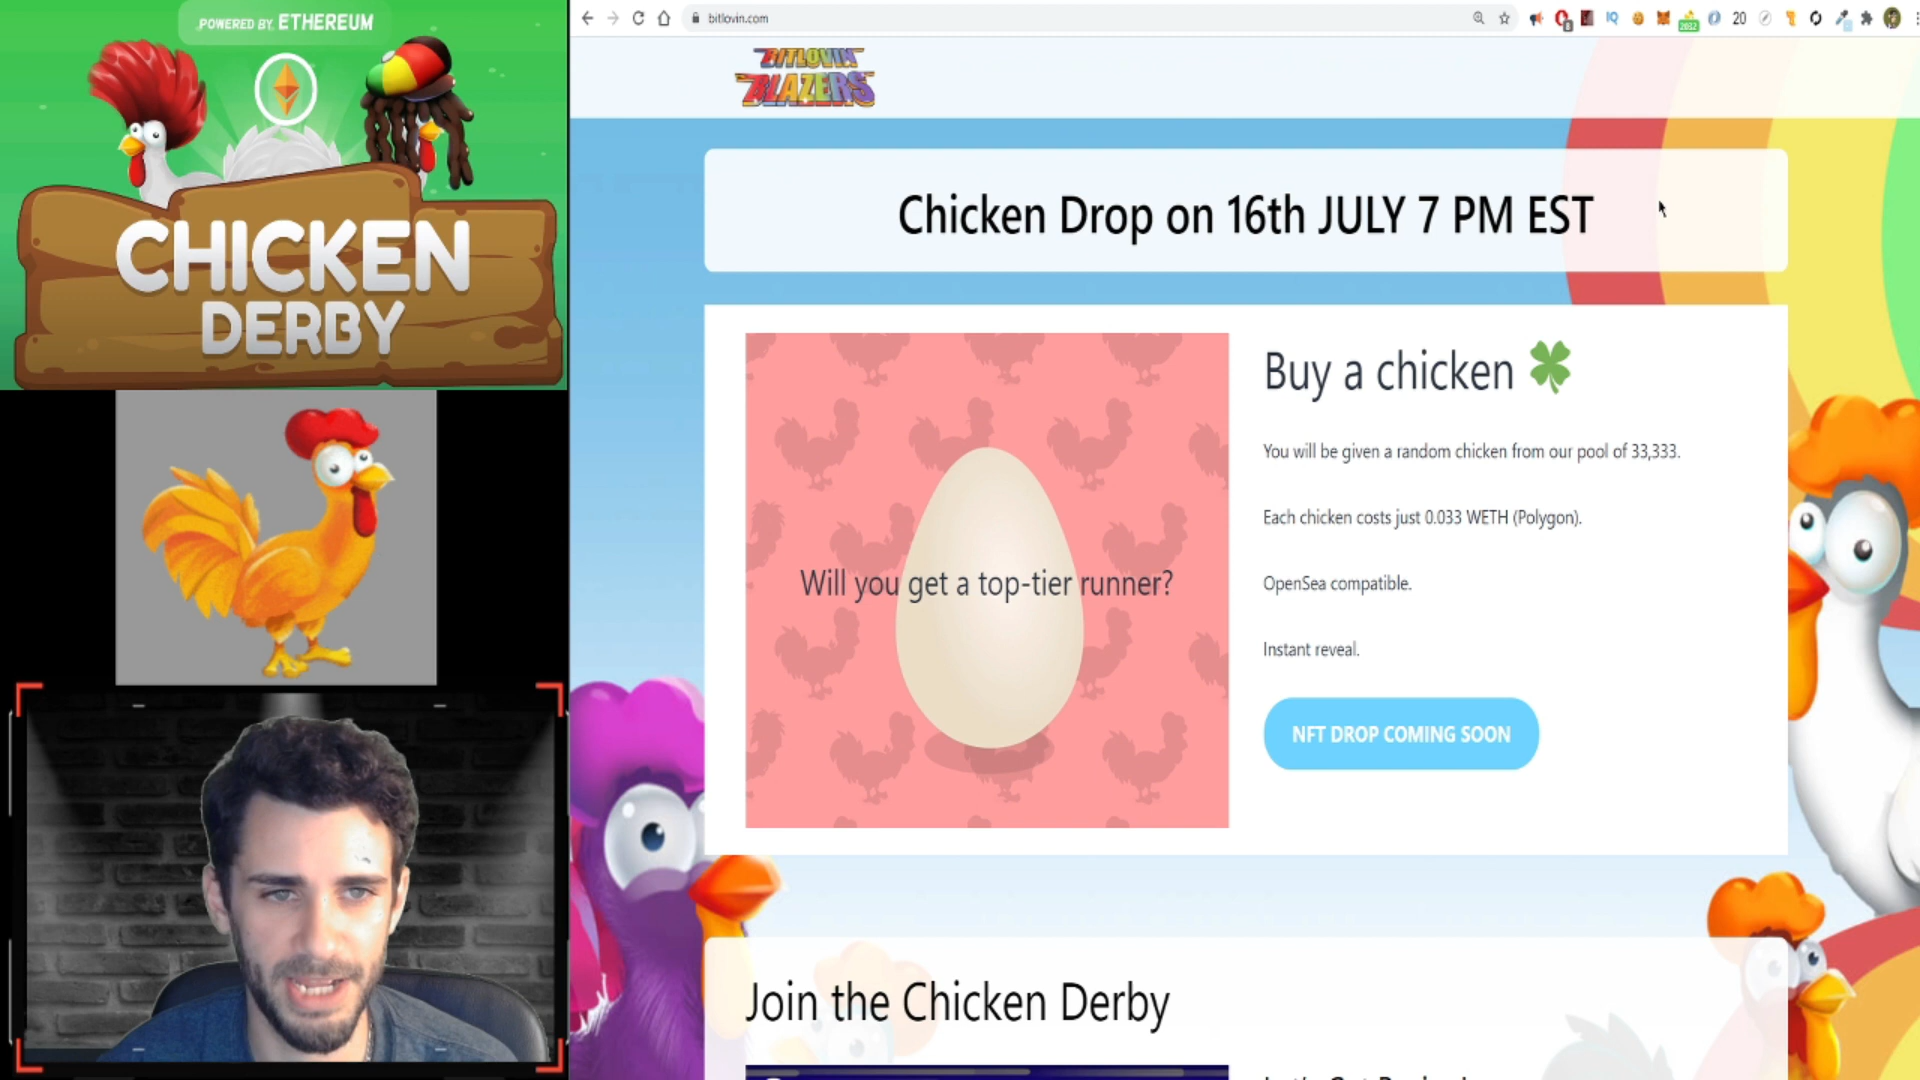 POWERED BY ETHEREUM
CHICKEN
DERBY
bitlovin.com
IQ
2002
20
BITLOVIN
BLAZERS
Chicken Drop on 16th JULY 7 PM EST
Will you get a top-tier runner?
Buy a chicken
You will be given a random chicken from our pool of 33,333.
Each chicken costs just 0.033 WETH (Polygon).
OpenSea compatible.
Instant reveal.
NFT DROP COMING SOON
Join the Chicken Derby